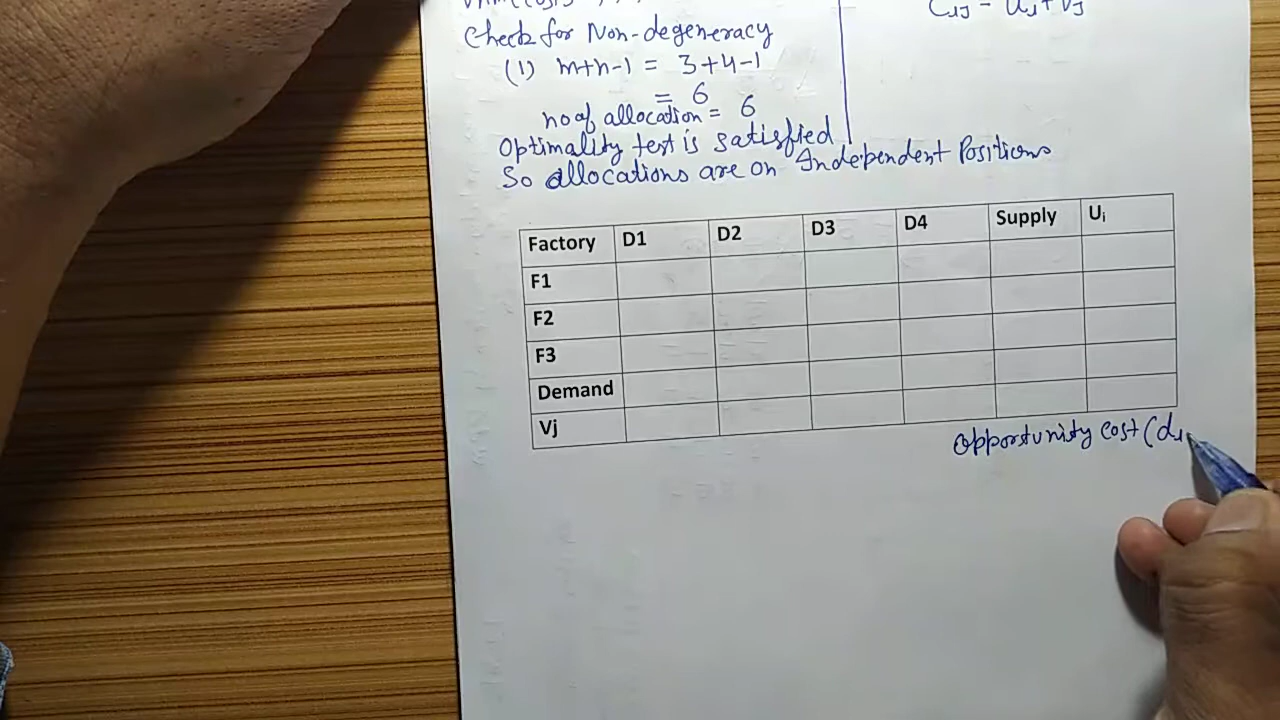 Check for Non-degeneracy
(1) m+n-1 = 3+4-1
= 6
no of allocation = 6
Optimality test is satisfied
So allocations are on Independent Positions
Cij = Ui + Vj
Factory D1 D2 D3 D4 Supply Ui
F1
F2
F3
Demand
Vj
Opportunity cost (di